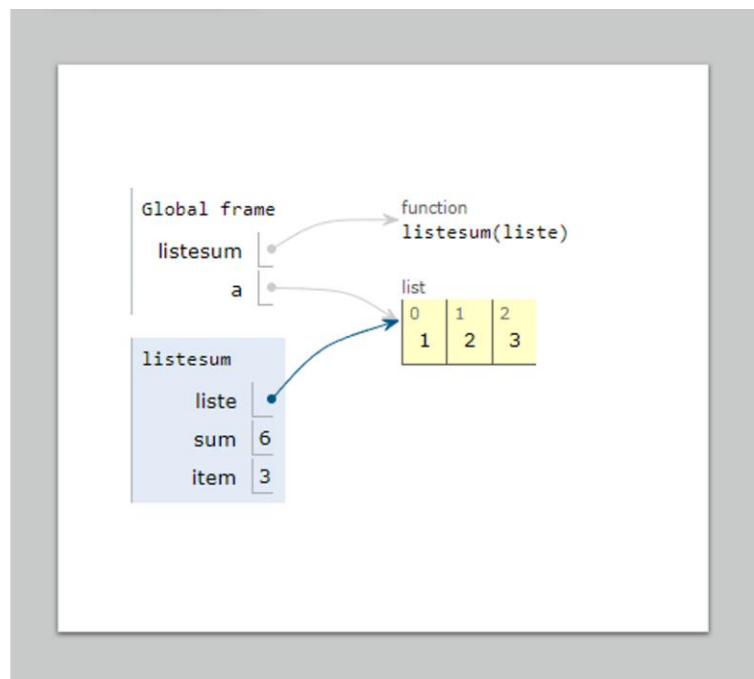 Global frame
listesum
a
function
listesum(liste)
list
0 1 2
1 2 3
listesum
liste
sum 6
item 3